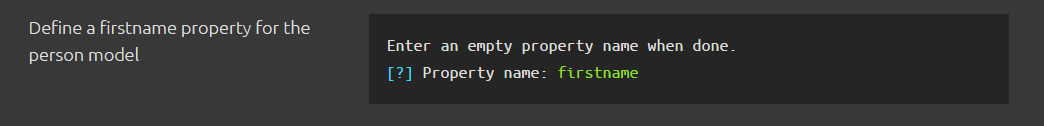 Define a firstname property for the
person model
Enter an empty property name when done.
[?] Property name: firstname